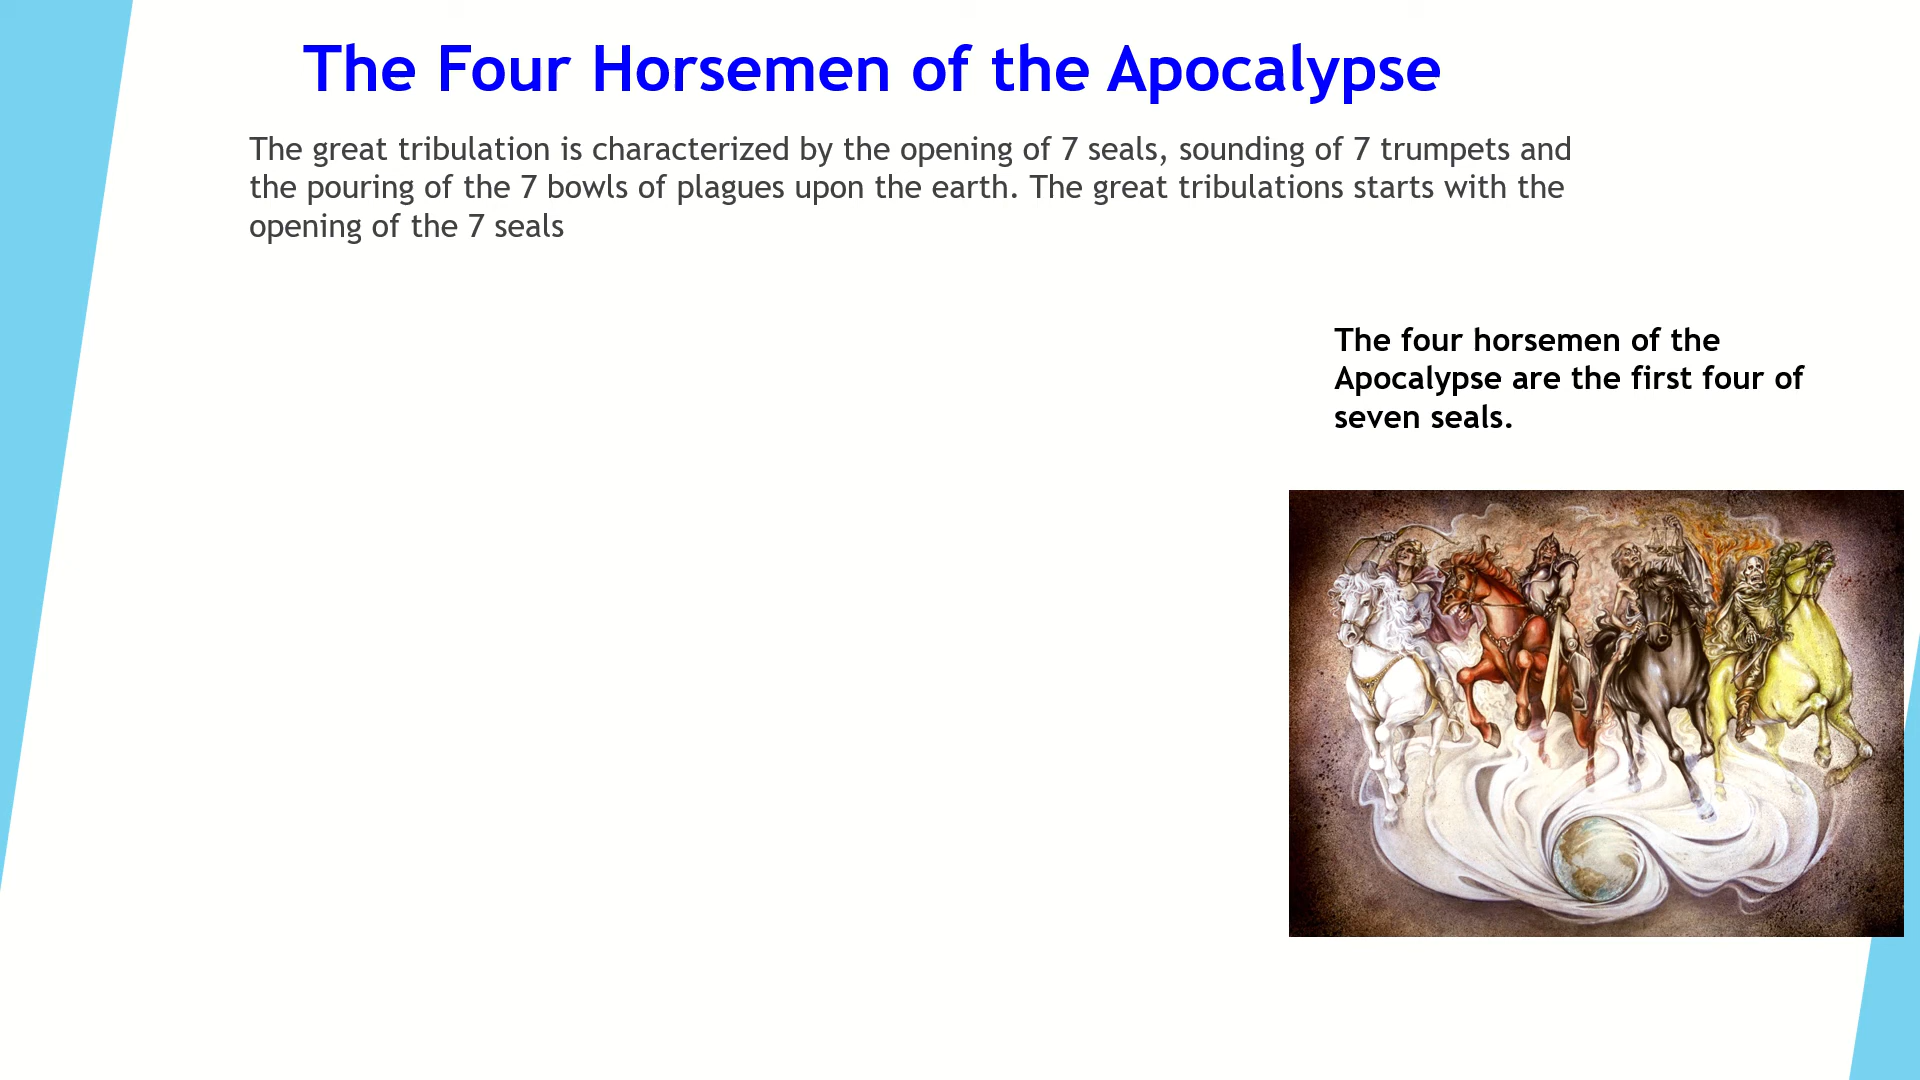 The Four Horsemen of the Apocalypse
The great tribulation is characterized by the opening of 7 seals, sounding of 7 trumpets and
the pouring of the 7 bowls of plagues upon the earth. The great tribulations starts with the
opening of the 7 seals
The four horsemen of the
Apocalypse are the first four of
seven seals.